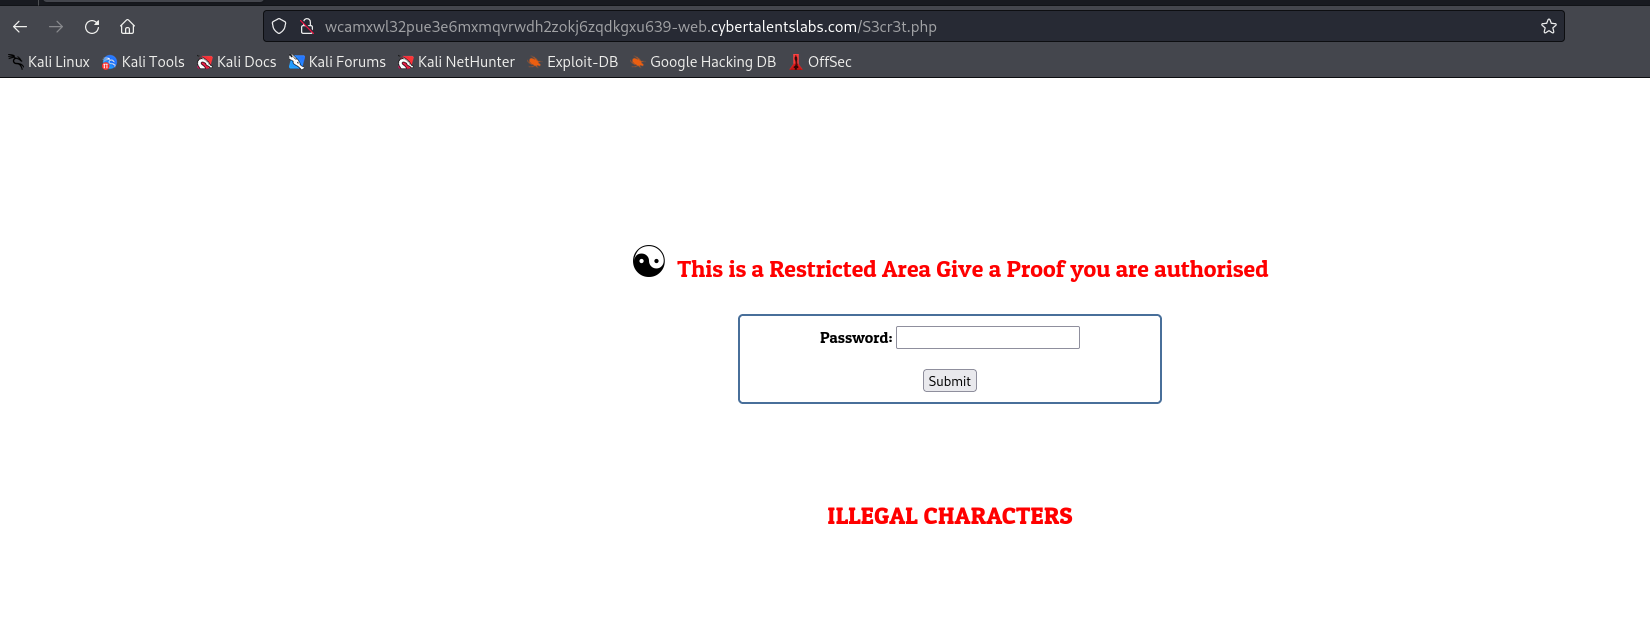 wcamxwl32pue3e6mxmqvrwdh2zokj6zqdkgxu639-web.cybertalentslabs.com/S3cr3t.php
Kali Linux Kali Tools Kali Docs Kali Forums Kali NetHunter Exploit-DB Google Hacking DB OffSec
This is a Restricted Area Give a Proof you are authorised
Password:
Submit
ILLEGAL CHARACTERS